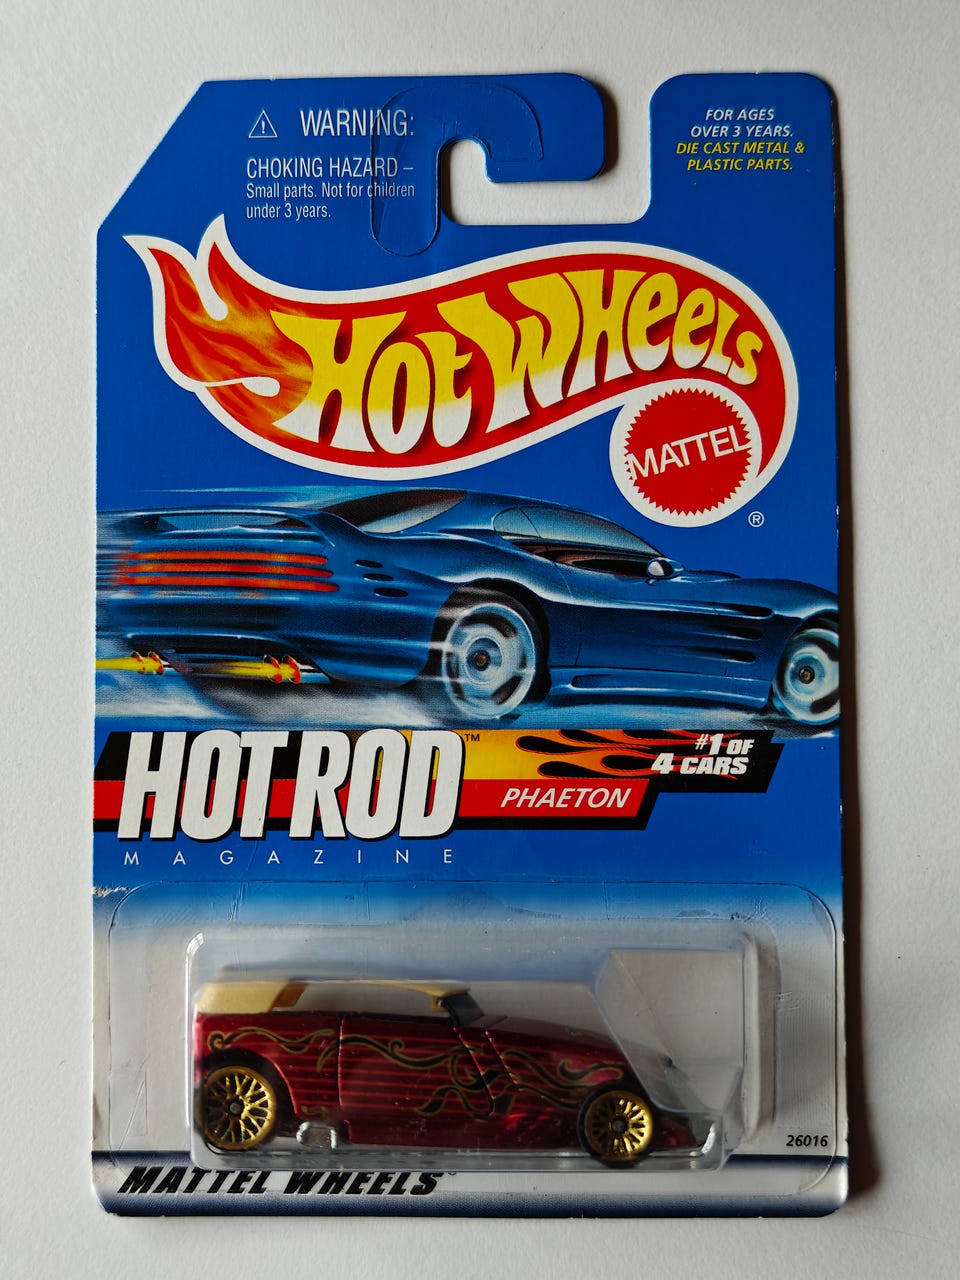 ⚠ WARNING:
CHOKING HAZARD –
Small parts. Not for children
under 3 years.
FOR AGES
OVER 3 YEARS.
DIE CAST METAL &
PLASTIC PARTS.
HOT WHEELS
MATTEL
®
HOT ROD™
MAGAZINE
#1 OF
4 CARS
PHAETON
26016
MATTEL WHEELS